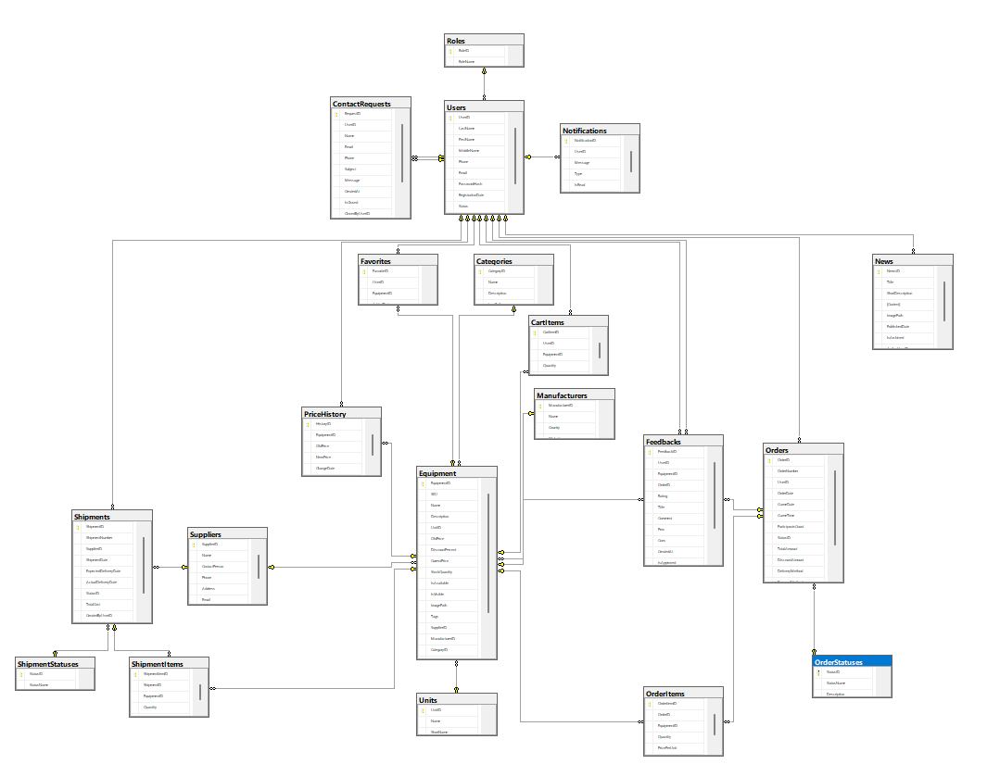 Roles
RoleID
RoleName
ContactRequests
RequestID
UserID
Name
Email
Phone
Subject
Message
CreatedAt
IsClosed
ClosedByUserID
Users
UserID
LastName
FirstName
MiddleName
Phone
Email
PasswordHash
RegistrationDate
Status
Notifications
NotificationID
UserID
Message
Type
IsRead
Favorites
FavoriteID
UserID
EquipmentID
Categories
CategoryID
Name
Description
News
NewsID
Title
ShortDescription
[Content]
ImagePath
PublishedDate
CartItems
CartItemID
UserID
EquipmentID
Quantity
Manufacturers
ManufacturerID
Name
Country
PriceHistory
HistoryID
EquipmentID
OldPrice
NewPrice
ChangeDate
Feedbacks
FeedbackID
UserID
EquipmentID
OrderID
Rating
Title
Comment
Pros
Cons
CreatedAt
IsApproved
Orders
OrderID
OrderNumber
UserID
OrderDate
GameDate
GameTime
ParticipantsCount
StatusID
TotalAmount
DiscountAmount
DeliveryMethod
Equipment
EquipmentID
SKU
Name
Description
UnitID
OldPrice
DiscountPercent
CurrentPrice
StockQuantity
IsAvailable
IsVisible
ImagePath
Tags
SupplierID
ManufacturerID
CategoryID
Shipments
ShipmentID
ShipmentNumber
SupplierID
ShipmentDate
ExpectedDeliveryDate
ActualDeliveryDate
StatusID
TotalCost
CreatedByUserID
Suppliers
SupplierID
Name
ContactPerson
Phone
Address
Email
ShipmentStatuses
StatusID
StatusName
ShipmentItems
ShipmentItemID
ShipmentID
EquipmentID
Quantity
OrderStatuses
StatusID
StatusName
Description
Units
UnitID
Name
ShortName
OrderItems
OrderItemID
OrderID
EquipmentID
Quantity
PricePerUnit